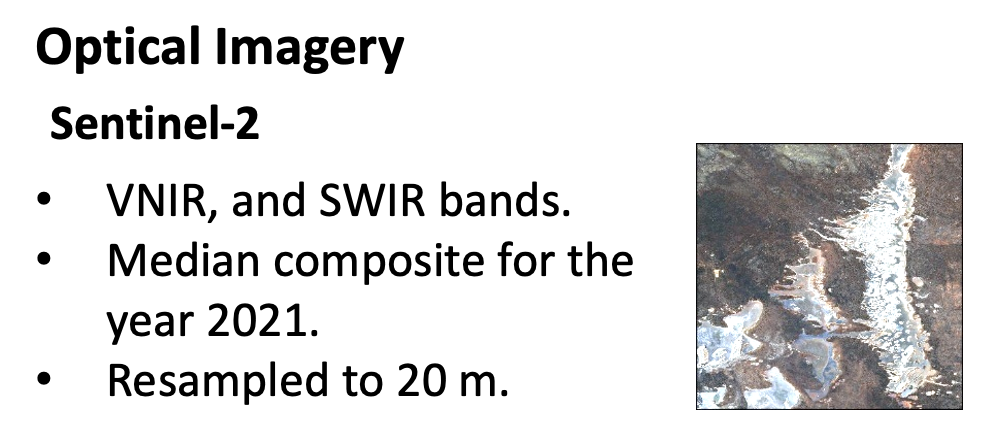 Optical Imagery
Sentinel-2
• VNIR, and SWIR bands.
• Median composite for the
year 2021.
• Resampled to 20 m.